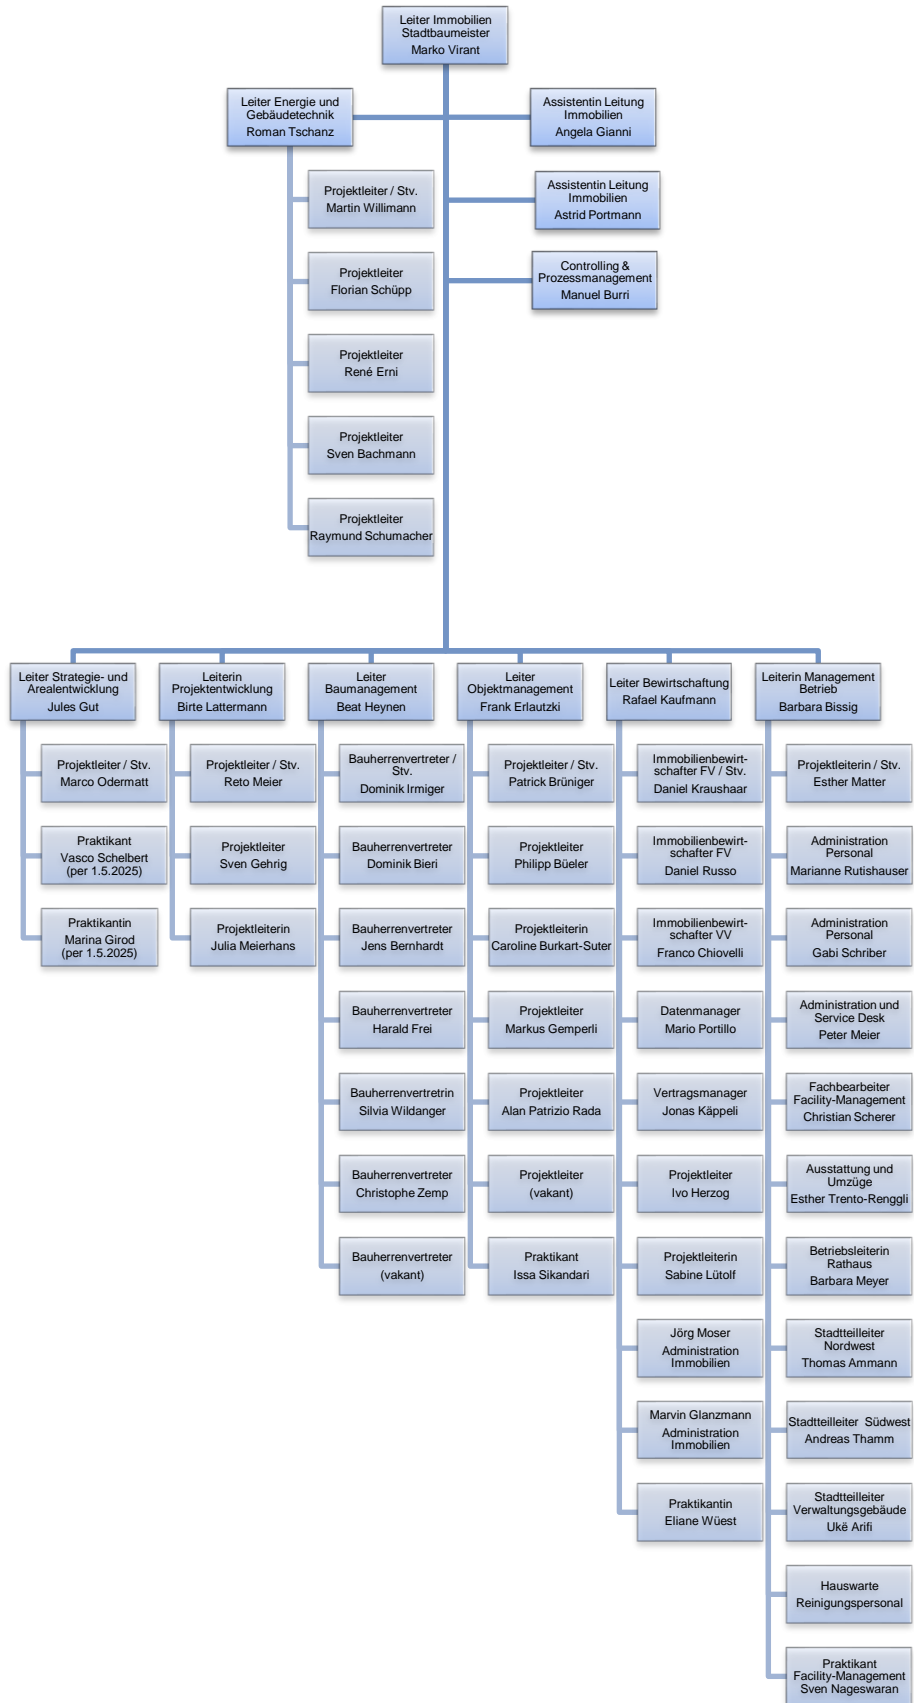 Leiter Immobilien
Stadtbaumeister
Marko Virant
Leiter Energie und
Gebäudetechnik
Roman Tschanz
Assistentin Leitung
Immobilien
Angela Gianni
Projektleiter / Stv.
Martin Willimann
Assistentin Leitung
Immobilien
Astrid Portmann
Projektleiter
Florian Schüpp
Controlling &
Prozessmanagement
Manuel Burri
Projektleiter
René Erni
Projektleiter
Sven Bachmann
Projektleiter
Raymund Schumacher
Leiter Strategie- und
Arealentwicklung
Jules Gut
Projektleiter / Stv.
Marco Odermatt
Praktikant
Vasco Schelbert
(per 1.5.2025)
Praktikantin
Marina Girod
(per 1.5.2025)
Leiterin
Projektentwicklung
Birte Lattermann
Projektleiter / Stv.
Reto Meier
Projektleiter
Sven Gehrig
Projektleiterin
Julia Meierhans
Leiter
Baumanagement
Beat Heynen
Bauherrenvertreter /
Stv.
Dominik Irmiger
Bauherrenvertreter
Dominik Bieri
Bauherrenvertreter
Jens Bernhardt
Bauherrenvertreter
Harald Frei
Bauherrenvertretrin
Silvia Wildanger
Bauherrenvertreter
Christophe Zemp
Bauherrenvertreter
(vakant)
Leiter
Objektmanagement
Frank Erlautzki
Projektleiter / Stv.
Patrick Brüniger
Projektleiter
Philipp Büeler
Projektleiterin
Caroline Burkart-Suter
Projektleiter
Markus Gemperli
Projektleiter
Alan Patrizio Rada
Projektleiter
(vakant)
Praktikant
Issa Sikandari
Leiter Bewirtschaftung
Rafael Kaufmann
Immobilienbewirt-
schafter FV / Stv.
Daniel Kraushaar
Immobilienbewirt-
schafter FV
Daniel Russo
Immobilienbewirt-
schafter VV
Franco Chiovelli
Datenmanager
Mario Portillo
Vertragsmanager
Jonas Käppeli
Projektleiter
Ivo Herzog
Projektleiterin
Sabine Lütolf
Jörg Moser
Administration
Immobilien
Marvin Glanzmann
Administration
Immobilien
Praktikantin
Eliane Wüest
Leiterin Management
Betrieb
Barbara Bissig
Projektleiterin / Stv.
Esther Matter
Administration
Personal
Marianne Rutishauser
Administration
Personal
Gabi Schriber
Administration und
Service Desk
Peter Meier
Fachbearbeiter
Facility-Management
Christian Scherer
Ausstattung und
Umzüge
Esther Trento-Renggli
Betriebsleiterin
Rathaus
Barbara Meyer
Stadtteilleiter
Nordwest
Thomas Ammann
Stadtteilleiter Südwest
Andreas Thamm
Stadtteilleiter
Verwaltungsgebäude
Ukë Arifi
Hauswarte
Reinigungspersonal
Praktikant
Facility-Management
Sven Nageswaran